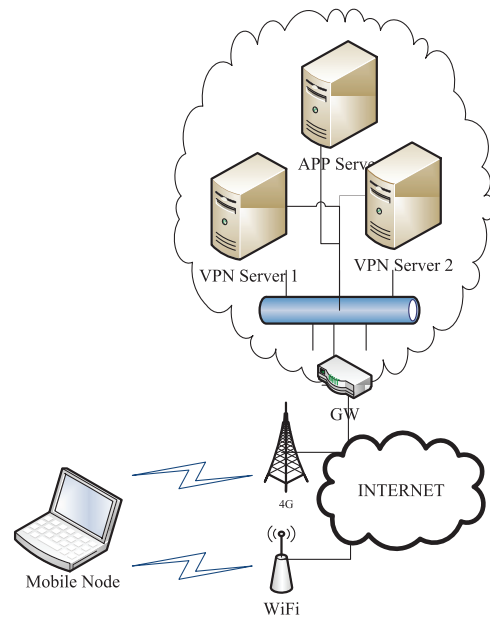 APP Serve
VPN Server 1
VPN Server 2
GW
INTERNET
4G
Mobile Node
WiFi